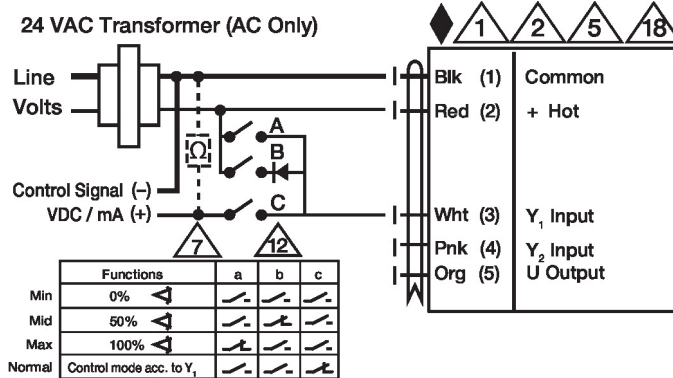 24 VAC Transformer (AC Only)
1 2 5 18
Line
Volts
Blk (1) Common
Red (2) + Hot
A
B
C
Ω
Control Signal (–)
VDC / mA (+)
Wht (3) Y₁ Input
Pnk (4) Y₂ Input
Org (5) U Output
7 12
Functions a b c
Min 0%
Mid 50%
Max 100%
Normal Control mode acc. to Y₁